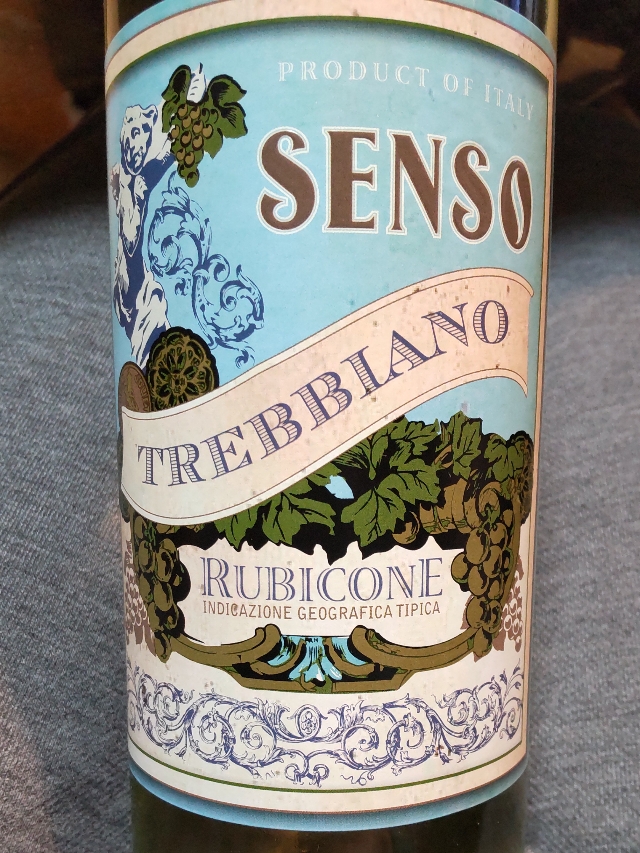 PRODUCT OF ITALY
SENSO
TREBBIANO
RUBICONE
INDICAZIONE GEOGRAFICA TIPICA